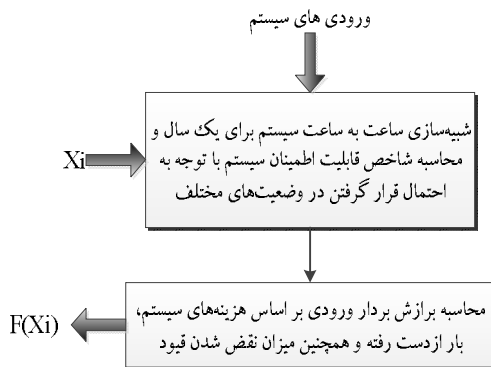 ورودی های سیستم
شبیه‌سازی ساعت به ساعت سیستم برای یک سال و
محاسبه شاخص قابلیت اطمینان سیستم با توجه به
احتمال قرار گرفتن در وضعیت‌های مختلف
Xi
محاسبه برازش بردار ورودی بر اساس هزینه‌های سیستم،
بار ازدست رفته و همچنین میزان نقض شدن قیود
F(Xi)